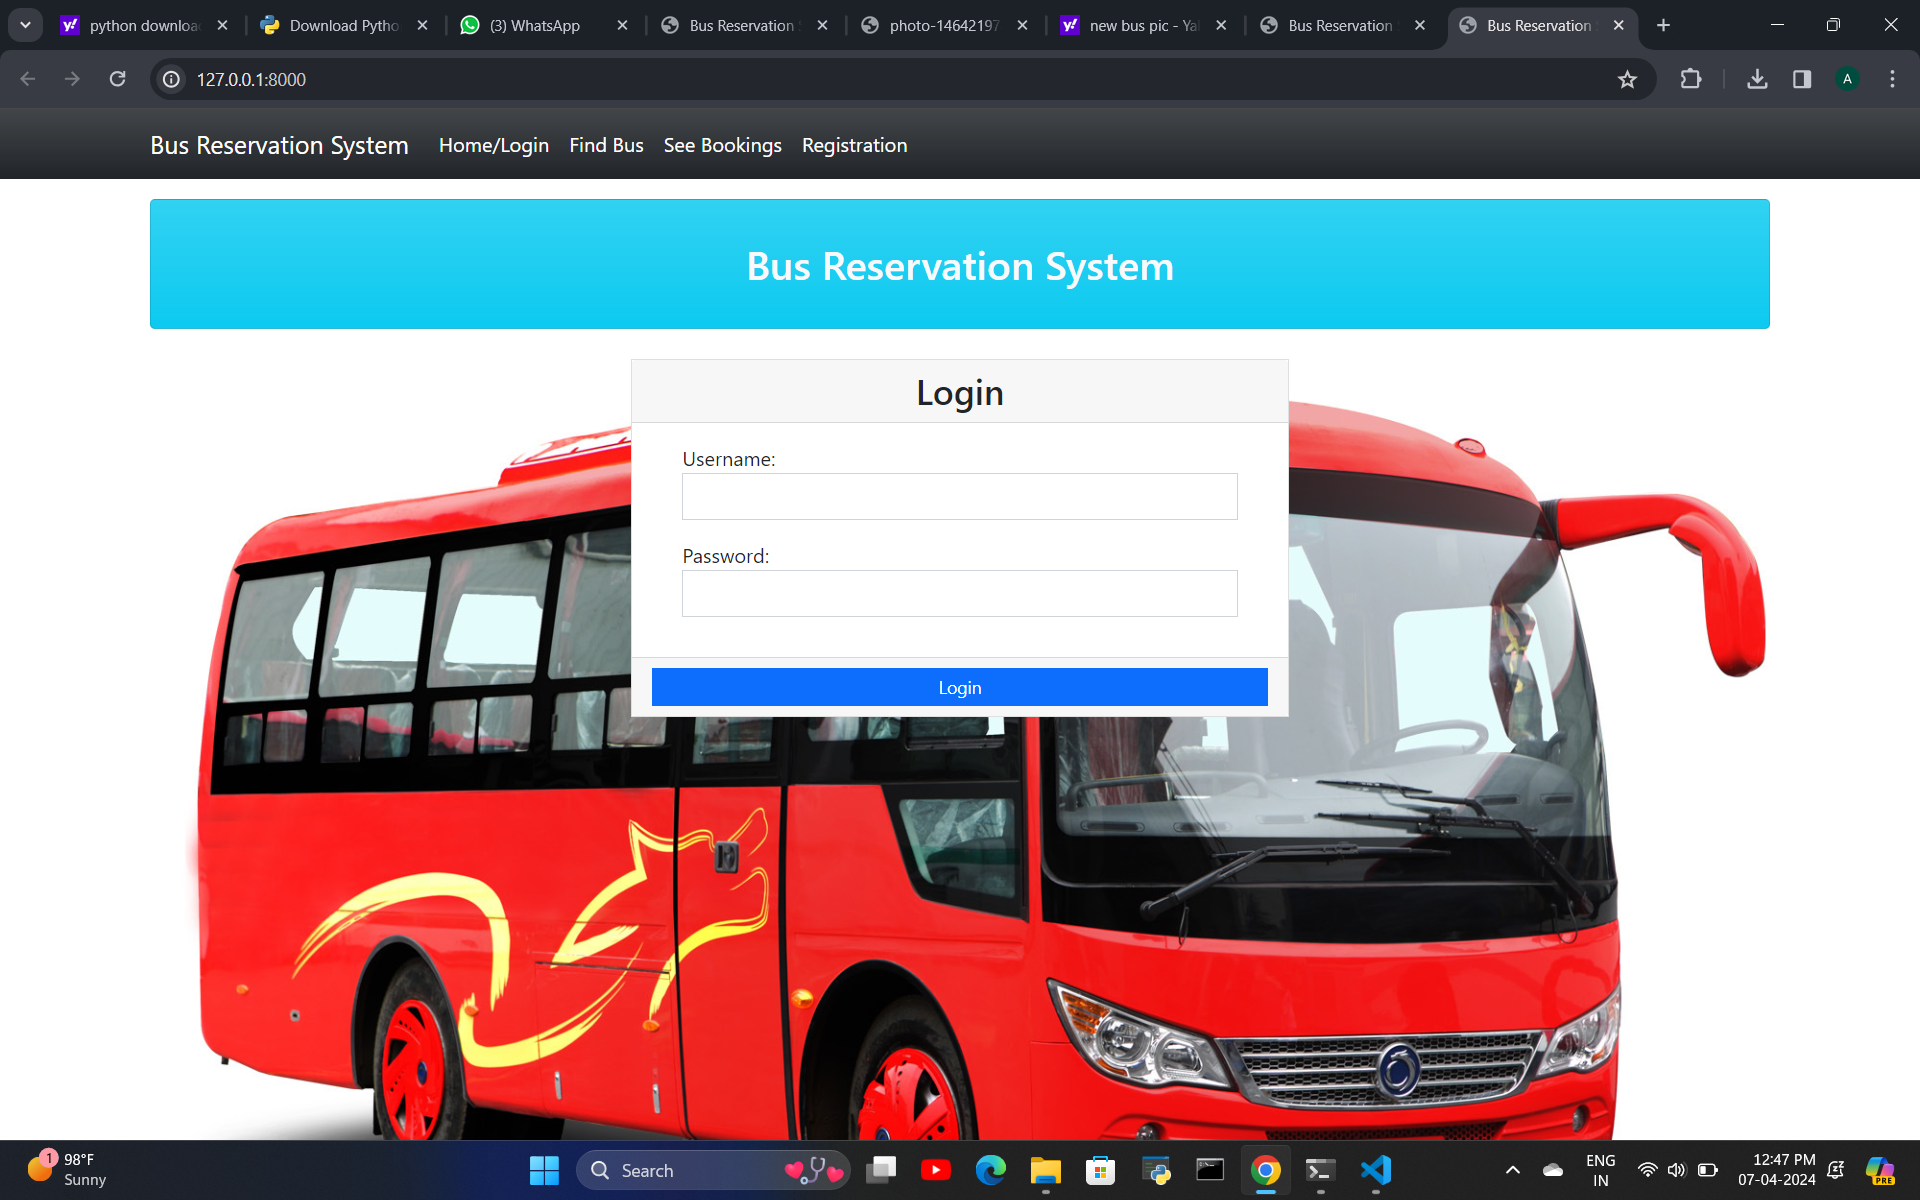 python downloa
Download Pytho
(3) WhatsApp
Bus Reservation S
photo-14642197
new bus pic - Ya
Bus Reservation
Bus Reservation
127.0.0.1:8000
A
Bus Reservation System
Home/Login
Find Bus
See Bookings
Registration
Bus Reservation System
Login
Username:
Password:
Login
1
98°F
Sunny
Search
PRE
ENG
IN
12:47 PM
07-04-2024